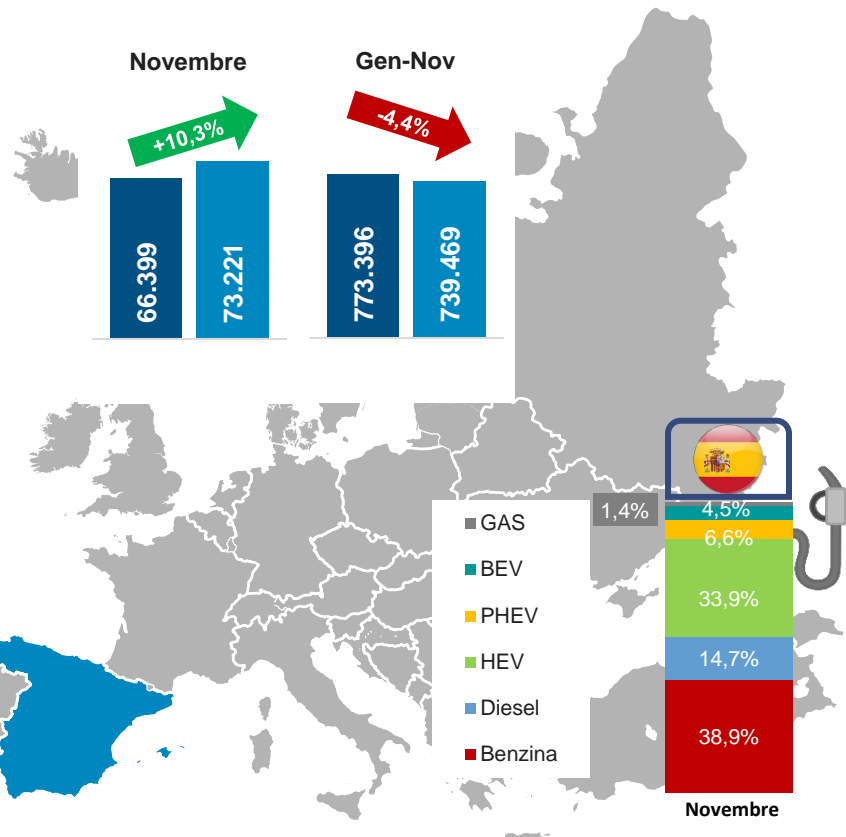 Novembre
Gen-Nov
+10,3%
-4,4%
66.399
73.221
773.396
739.469
GAS
BEV
PHEV
HEV
Diesel
Benzina
1,4%
4,5%
6,6%
33,9%
14,7%
38,9%
Novembre